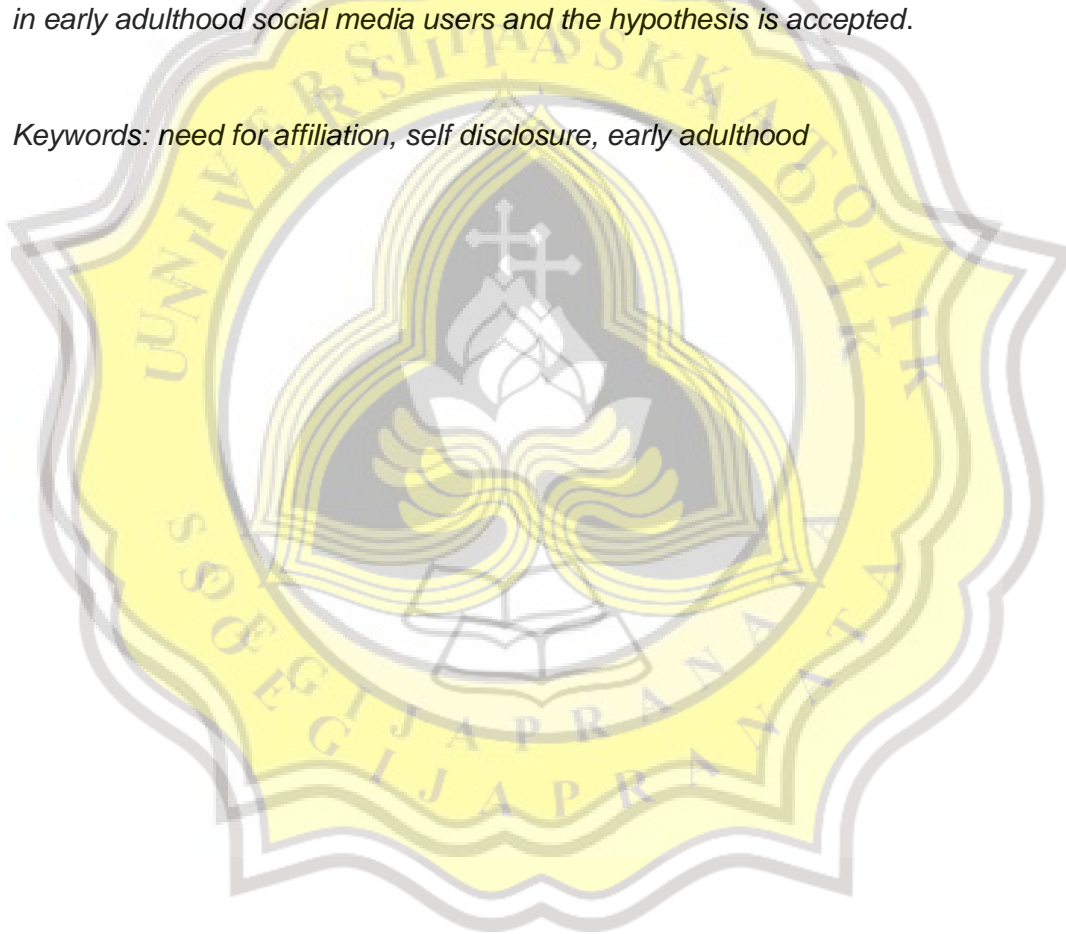 in early adulthood social media users and the hypothesis is accepted.
Keywords: need for affiliation, self disclosure, early adulthood
UNIVERSITAS KATOLIK
SOEGIJAPRANATA